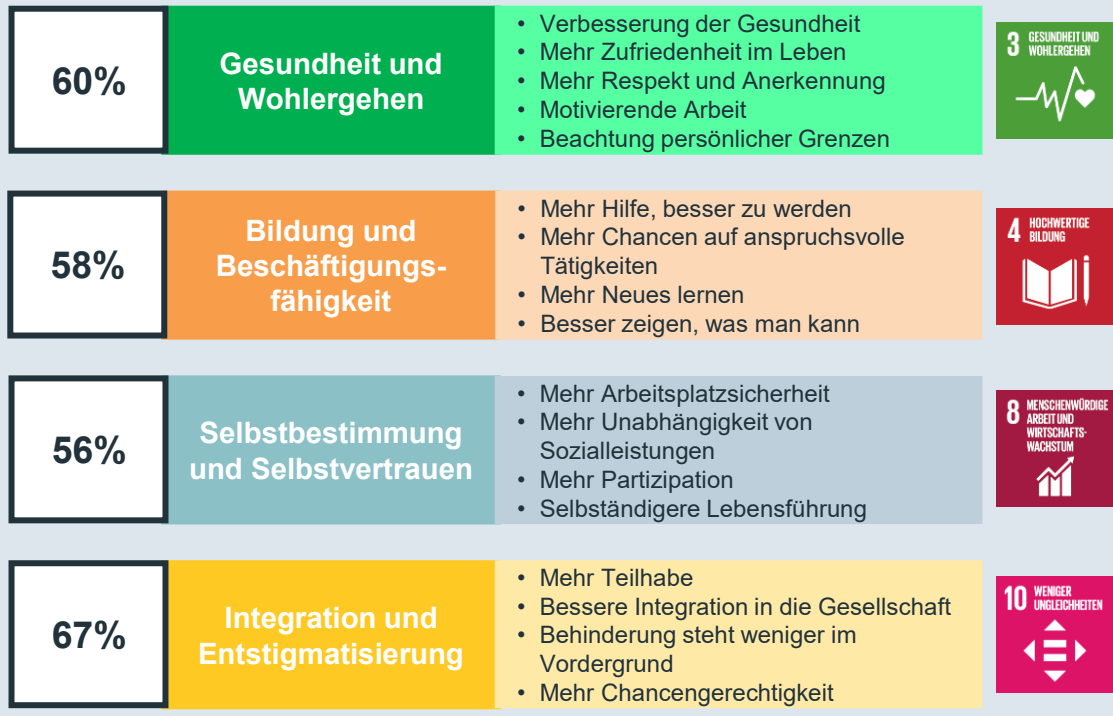 60%
Gesundheit und
Wohlergehen
• Verbesserung der Gesundheit
• Mehr Zufriedenheit im Leben
• Mehr Respekt und Anerkennung
• Motivierende Arbeit
• Beachtung persönlicher Grenzen
3 GESUNDHEIT UND
WOHLERGEHEN
58%
Bildung und
Beschäftigungs-
fähigkeit
• Mehr Hilfe, besser zu werden
• Mehr Chancen auf anspruchsvolle
Tätigkeiten
• Mehr Neues lernen
• Besser zeigen, was man kann
4 HOCHWERTIGE
BILDUNG
56%
Selbstbestimmung
und Selbstvertrauen
• Mehr Arbeitsplatzsicherheit
• Mehr Unabhängigkeit von
Sozialleistungen
• Mehr Partizipation
• Selbständigere Lebensführung
8 MENSCHENWÜRDIGE
ARBEIT UND
WIRTSCHAFTS-
WACHSTUM
67%
Integration und
Entstigmatisierung
• Mehr Teilhabe
• Bessere Integration in die Gesellschaft
• Behinderung steht weniger im
Vordergrund
• Mehr Chancengerechtigkeit
10 WENIGER
UNGLEICHHEITEN